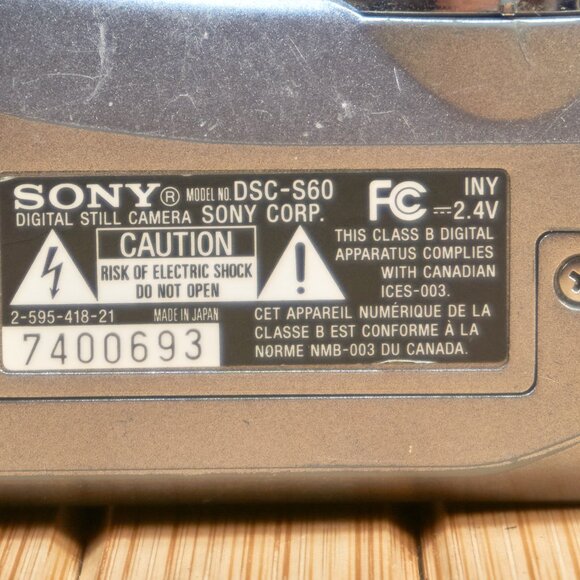 SONY® MODEL NO. DSC-S60
DIGITAL STILL CAMERA SONY CORP.
CAUTION
RISK OF ELECTRIC SHOCK
DO NOT OPEN
2-595-418-21 MADE IN JAPAN
7400693
FC INY
⎓2.4V
THIS CLASS B DIGITAL
APPARATUS COMPLIES
WITH CANADIAN
ICES-003.
CET APPAREIL NUMÉRIQUE DE LA
CLASSE B EST CONFORME À LA
NORME NMB-003 DU CANADA.